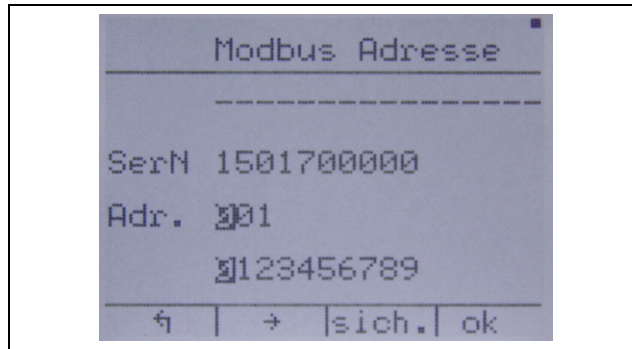 Modbus Adresse
----------------
SerN 1501700000
Adr. 001
0123456789
↰ | → |sich.| ok